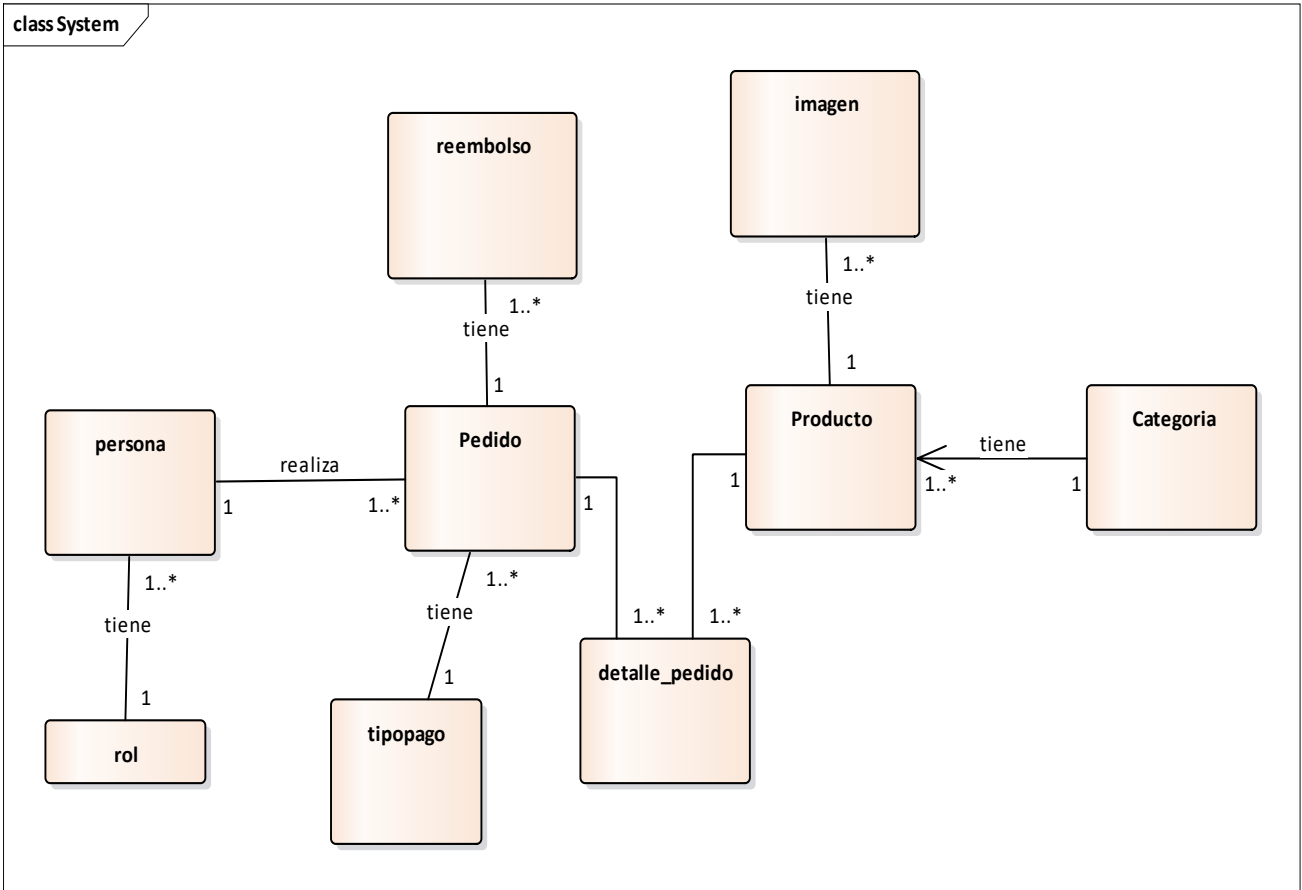 class System
imagen
reembolso
1..*
tiene
1..*
tiene
1
1
persona
Pedido
Producto
Categoria
realiza
tiene
1
1..*
1
1
1..*
1
1..*
1..*
tiene
tiene
1..*
1..*
1
1
detalle_pedido
rol
tipopago